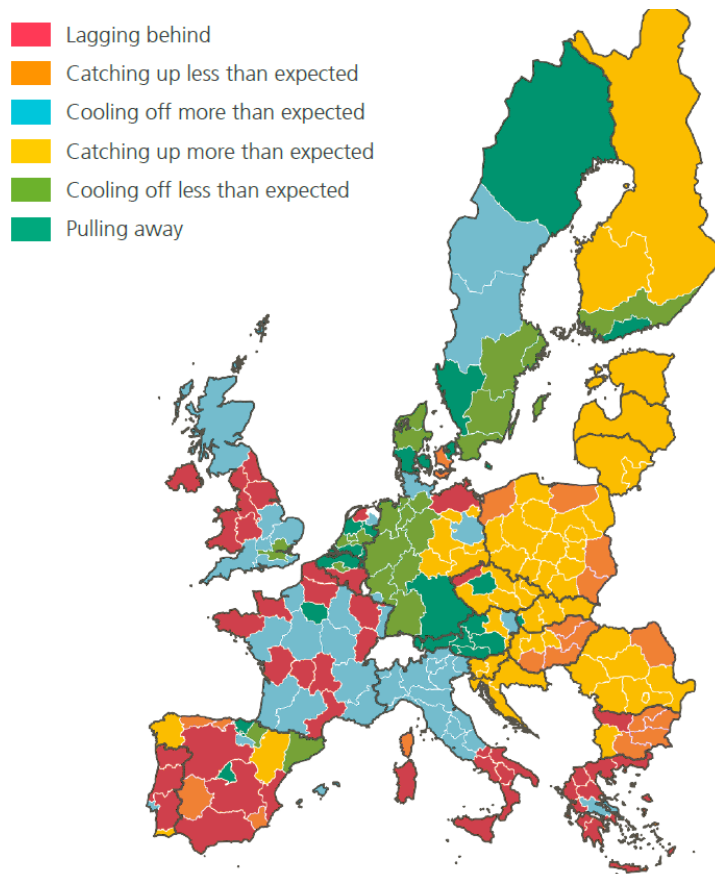 Lagging behind
Catching up less than expected
Cooling off more than expected
Catching up more than expected
Cooling off less than expected
Pulling away